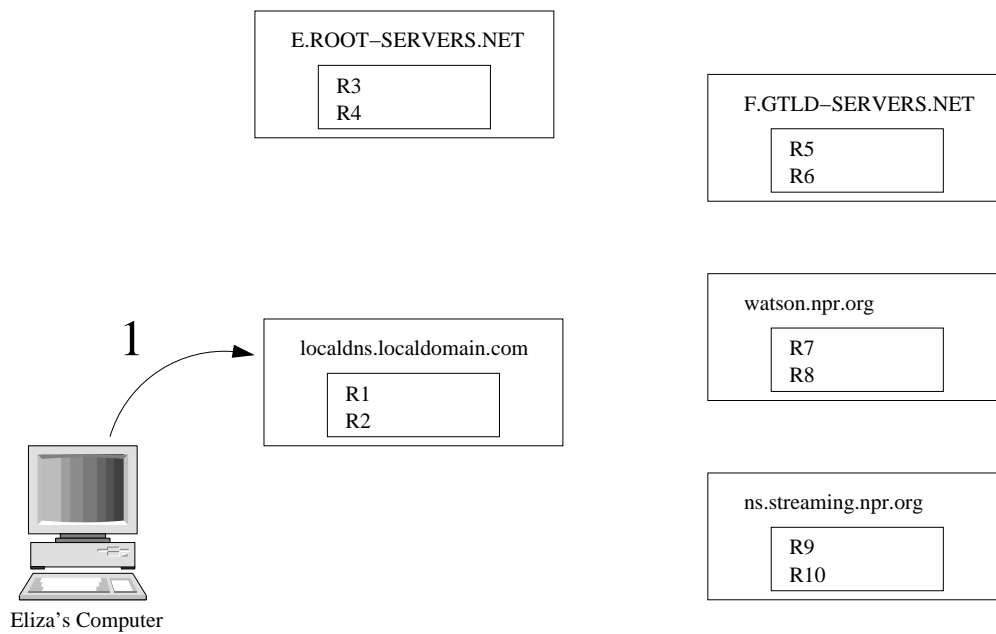 E.ROOT–SERVERS.NET
R3
R4
F.GTLD–SERVERS.NET
R5
R6
watson.npr.org
R7
R8
1
localdns.localdomain.com
R1
R2
ns.streaming.npr.org
R9
R10
Eliza's Computer